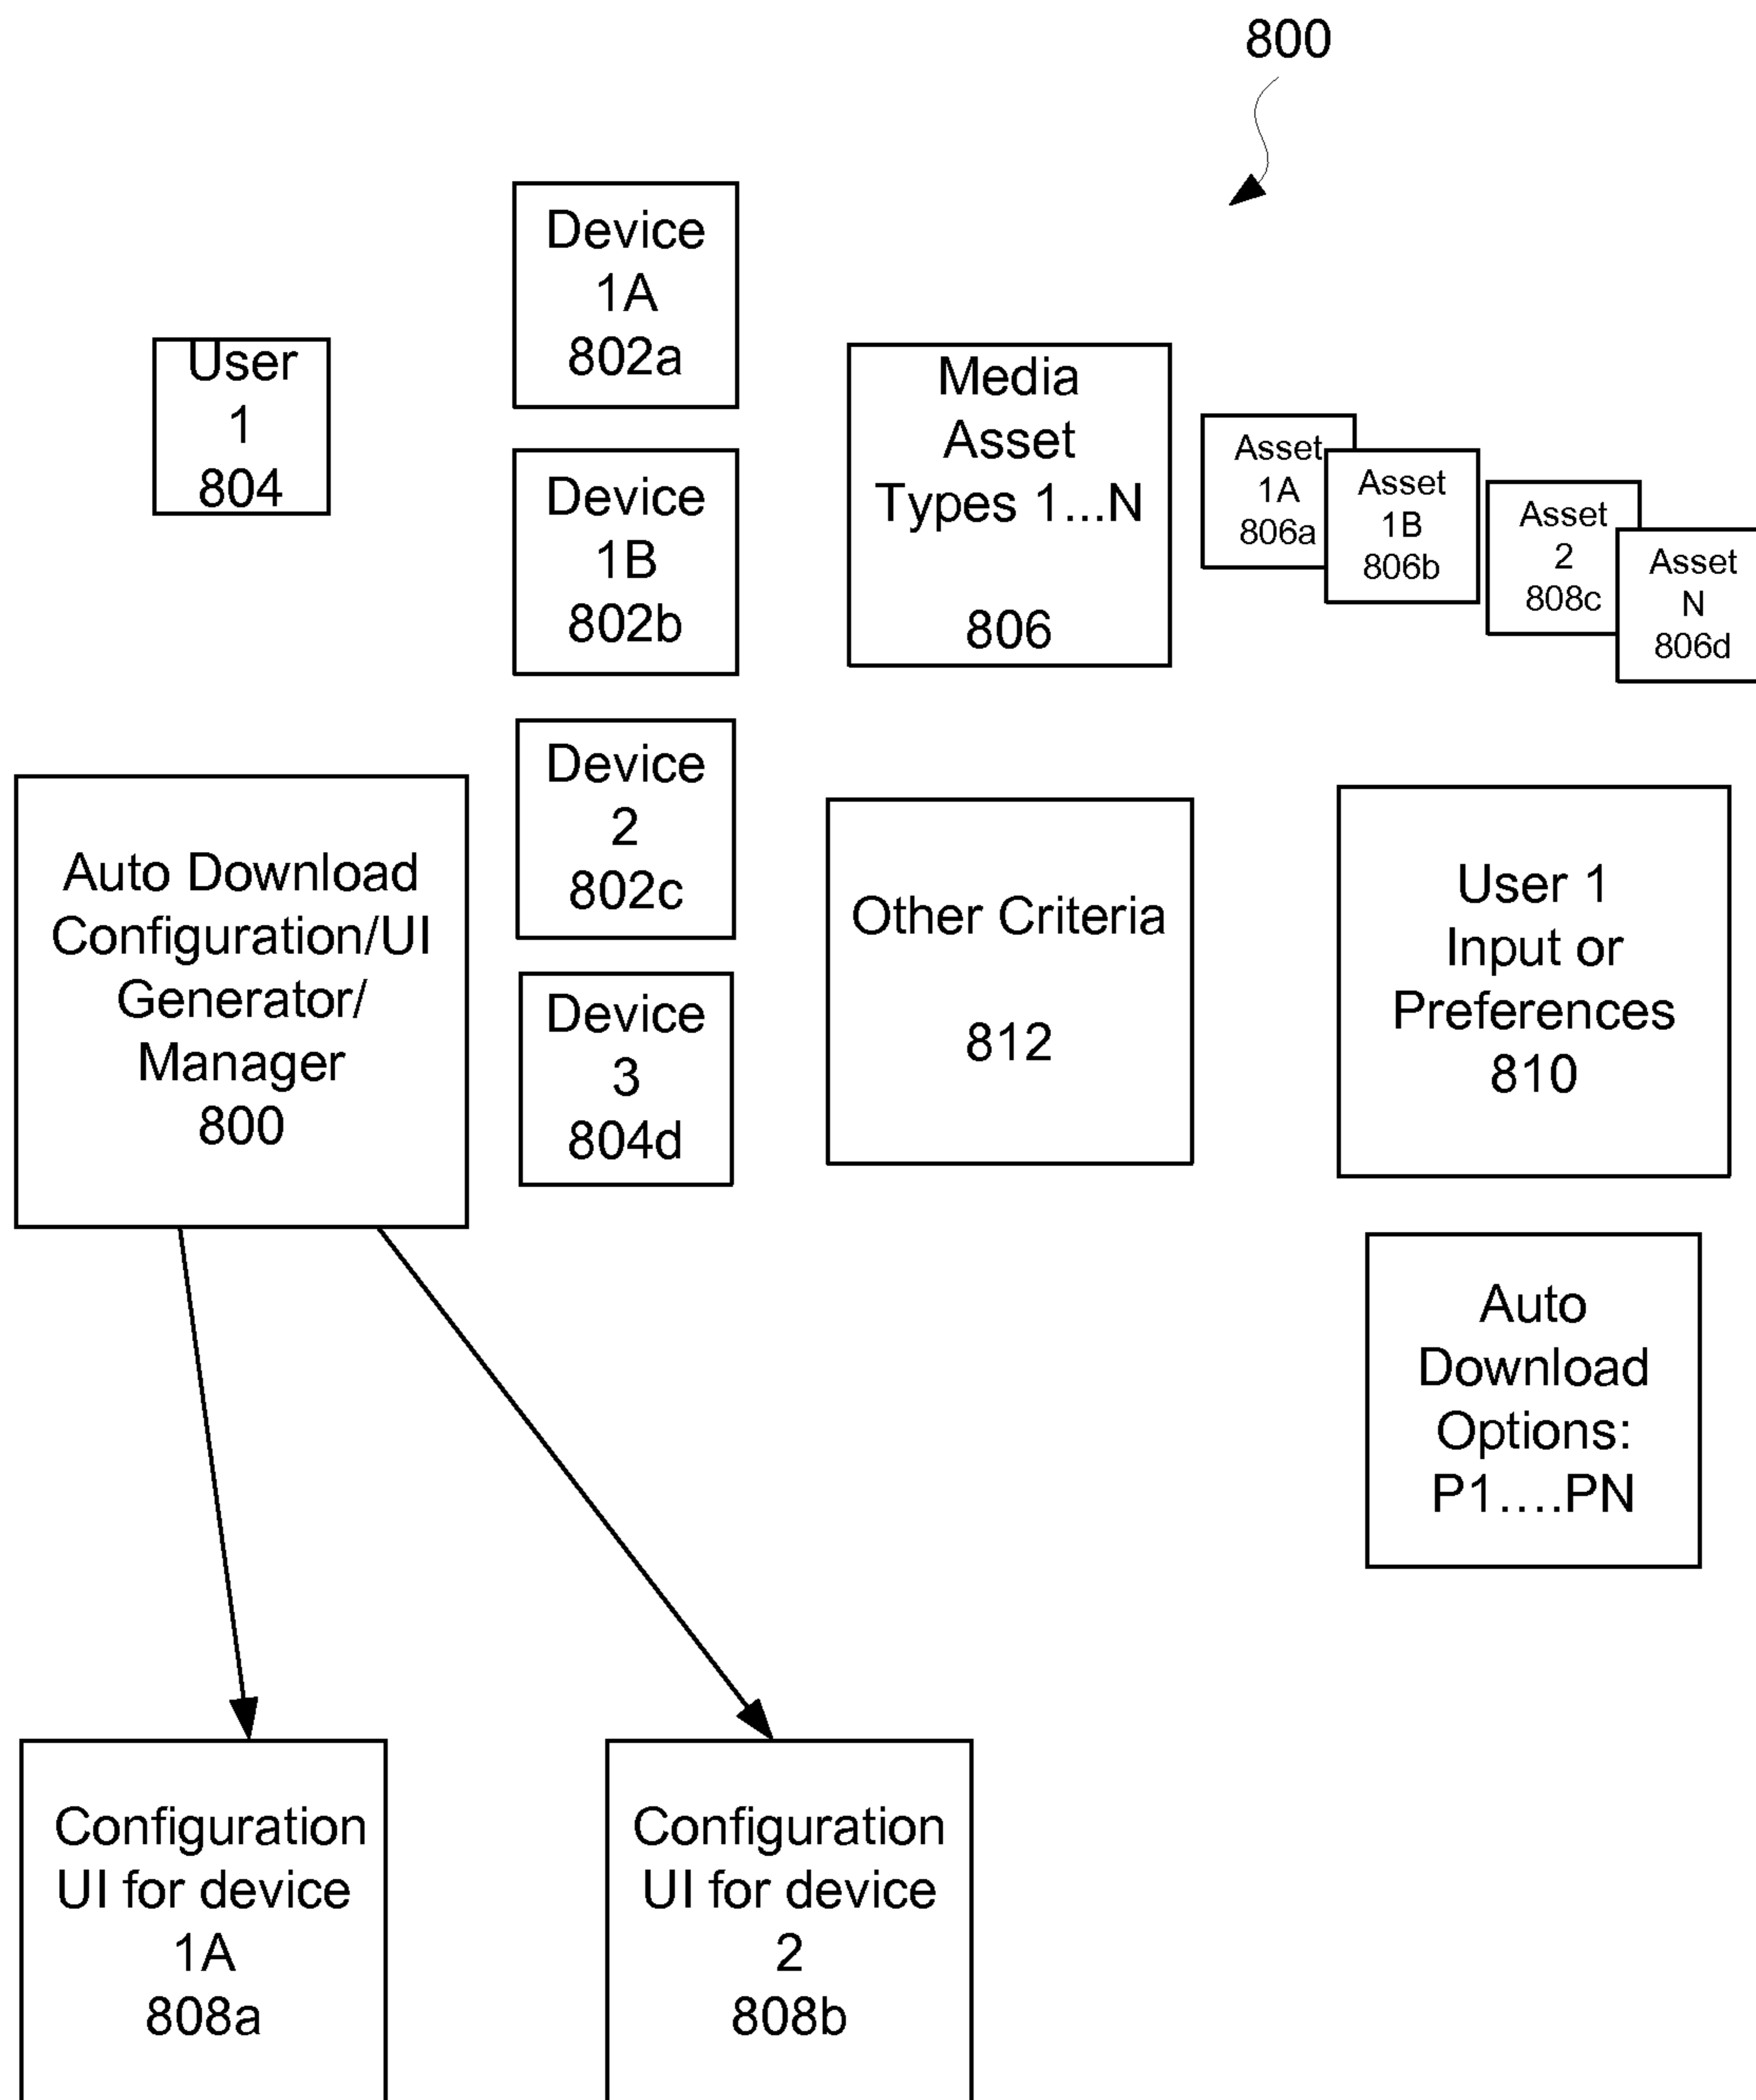 800
Device
1A
802a
User
1
804
Media
Asset
Types 1...N
806
Asset
1A
806a
Asset
1B
806b
Asset
2
808c
Asset
N
806d
Device
1B
802b
Device
2
802c
Device
3
804d
Auto Download
Configuration/UI
Generator/
Manager
800
Other Criteria
812
User 1
Input or
Preferences
810
Auto
Download
Options:
P1....PN
Configuration
UI for device
1A
808a
Configuration
UI for device
2
808b